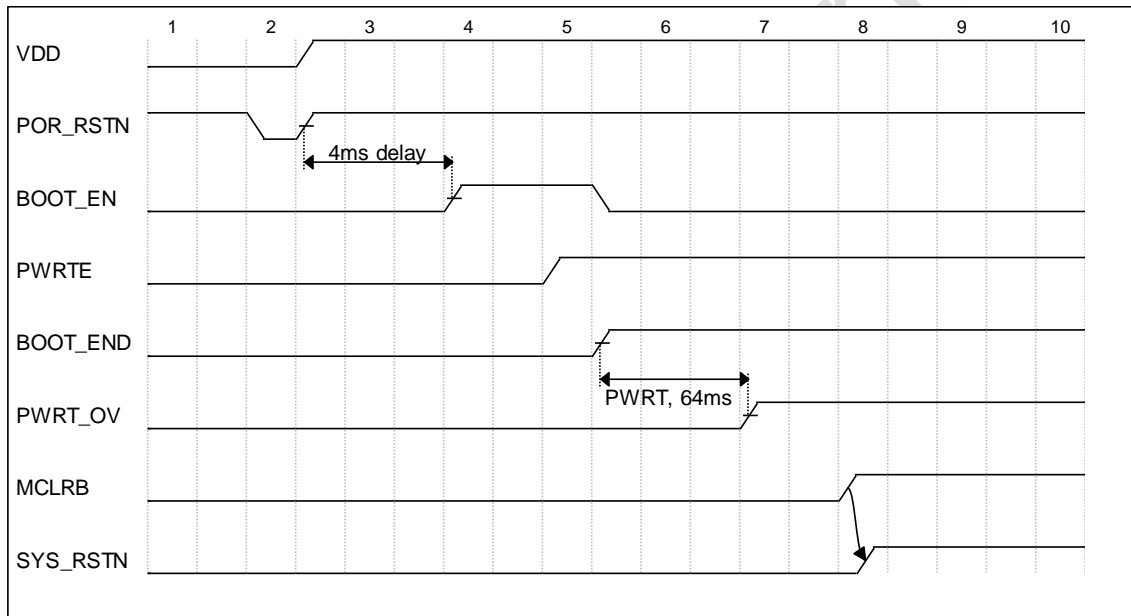 1 2 3 4 5 6 7 8 9 10
VDD
POR_RSTN
4ms delay
BOOT_EN
PWRTE
BOOT_END
PWRT, 64ms
PWRT_OV
MCLRB
SYS_RSTN